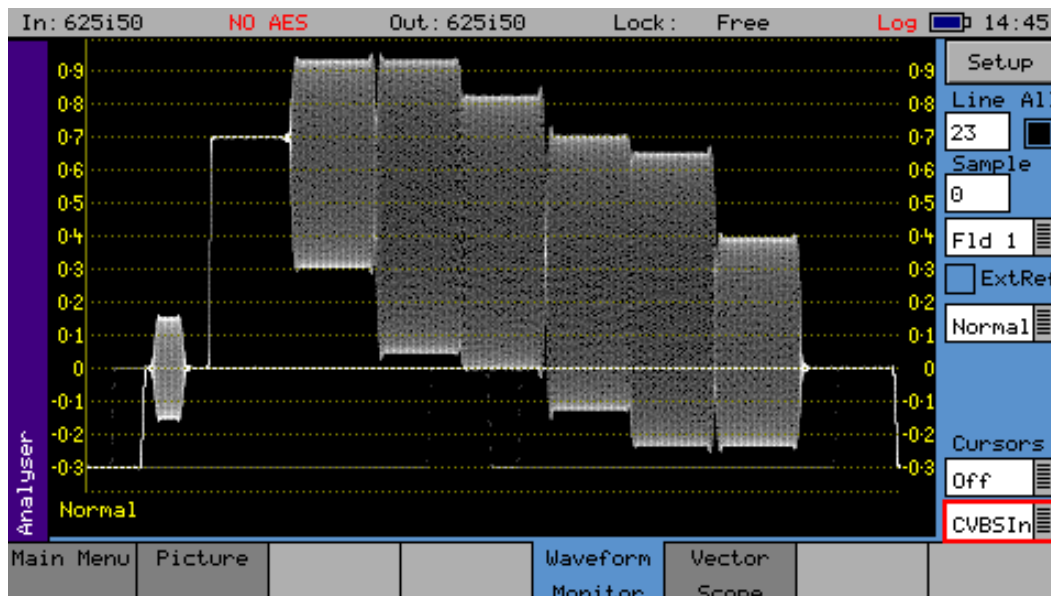 In: 625i50 NO AES Out: 625i50 Lock: Free Log 14:45
0.9 0.9
0.8 0.8
0.7 0.7
0.6 0.6
0.5 0.5
0.4 0.4
0.3 0.3
0.2 0.2
0.1 0.1
0 0
-0.1 -0.1
-0.2 -0.2
-0.3 -0.3
Normal
Analyser
Setup
Line All
23
Sample
0
Fld 1
ExtRef
Normal
Cursors
Off
CVBSIn
Main Menu Picture Waveform Monitor Vector Scope